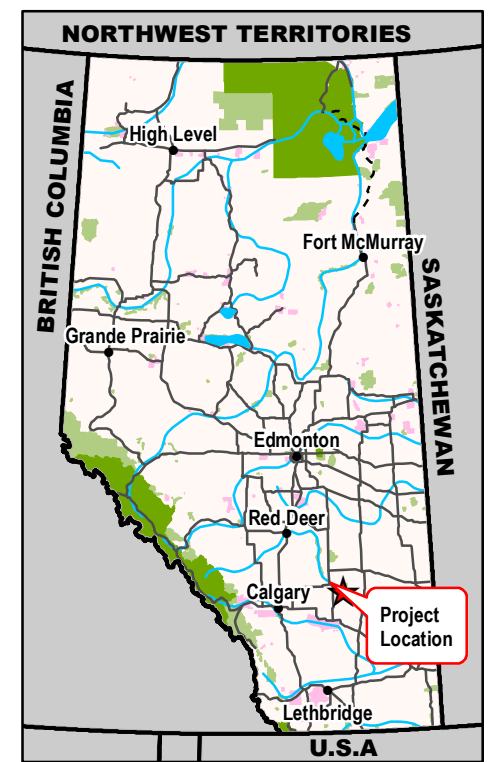 NORTHWEST TERRITORIES
BRITISH COLUMBIA
High Level
Fort McMurray
SASKATCHEWAN
Grande Prairie
Edmonton
Red Deer
Calgary
Project
Location
Lethbridge
U.S.A